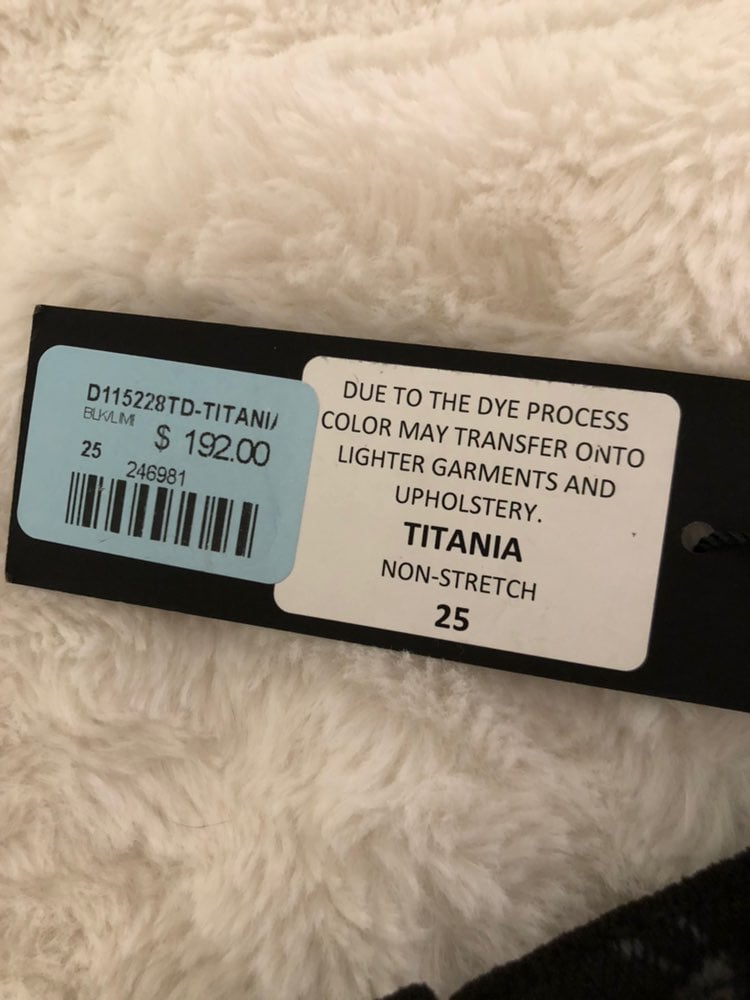 D115228TD-TITANIA
BLK/LIMI
$ 192.00
25
246981
DUE TO THE DYE PROCESS
COLOR MAY TRANSFER ONTO
LIGHTER GARMENTS AND
UPHOLSTERY.
TITANIA
NON-STRETCH
25